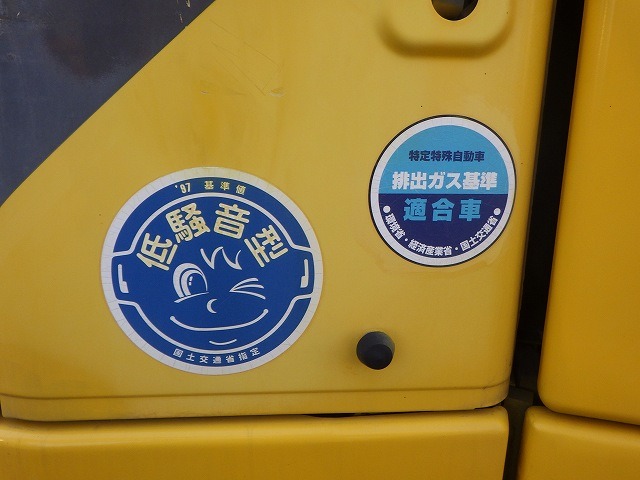 '97 基準値
低騒音型
国土交通省指定
特定特殊自動車
排出ガス基準
適合車
●環境省・経済産業省・国土交通省●